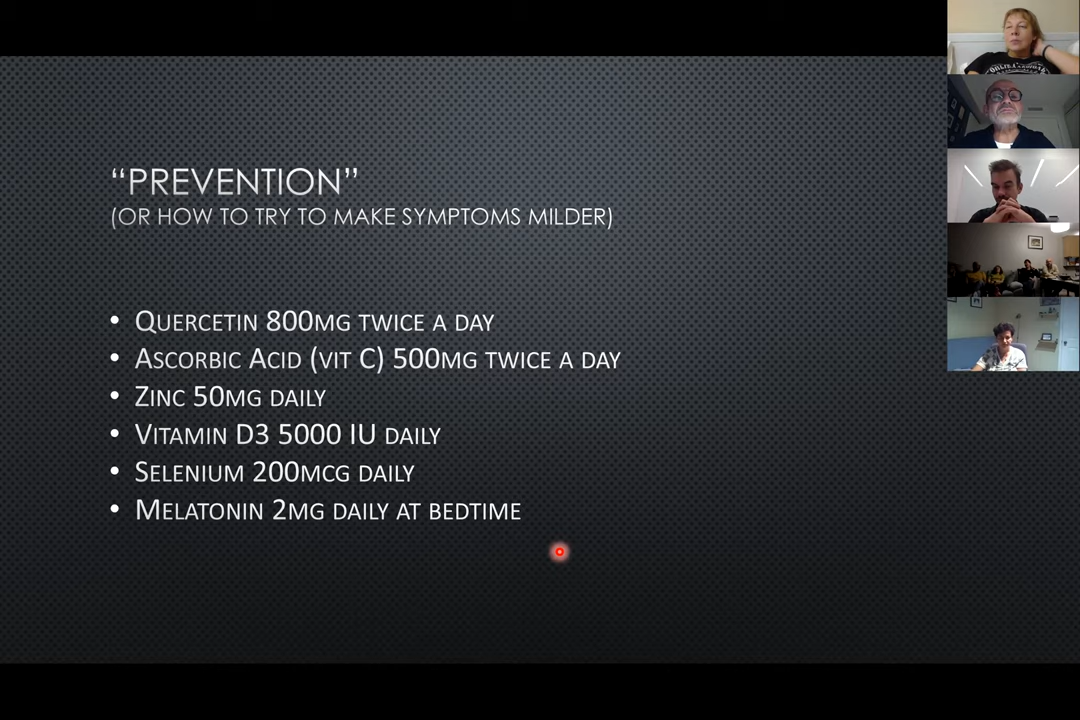 “PREVENTION”
(OR HOW TO TRY TO MAKE SYMPTOMS MILDER)
• QUERCETIN 800MG TWICE A DAY
• ASCORBIC ACID (VIT C) 500MG TWICE A DAY
• ZINC 50MG DAILY
• VITAMIN D3 5000 IU DAILY
• SELENIUM 200MCG DAILY
• MELATONIN 2MG DAILY AT BEDTIME